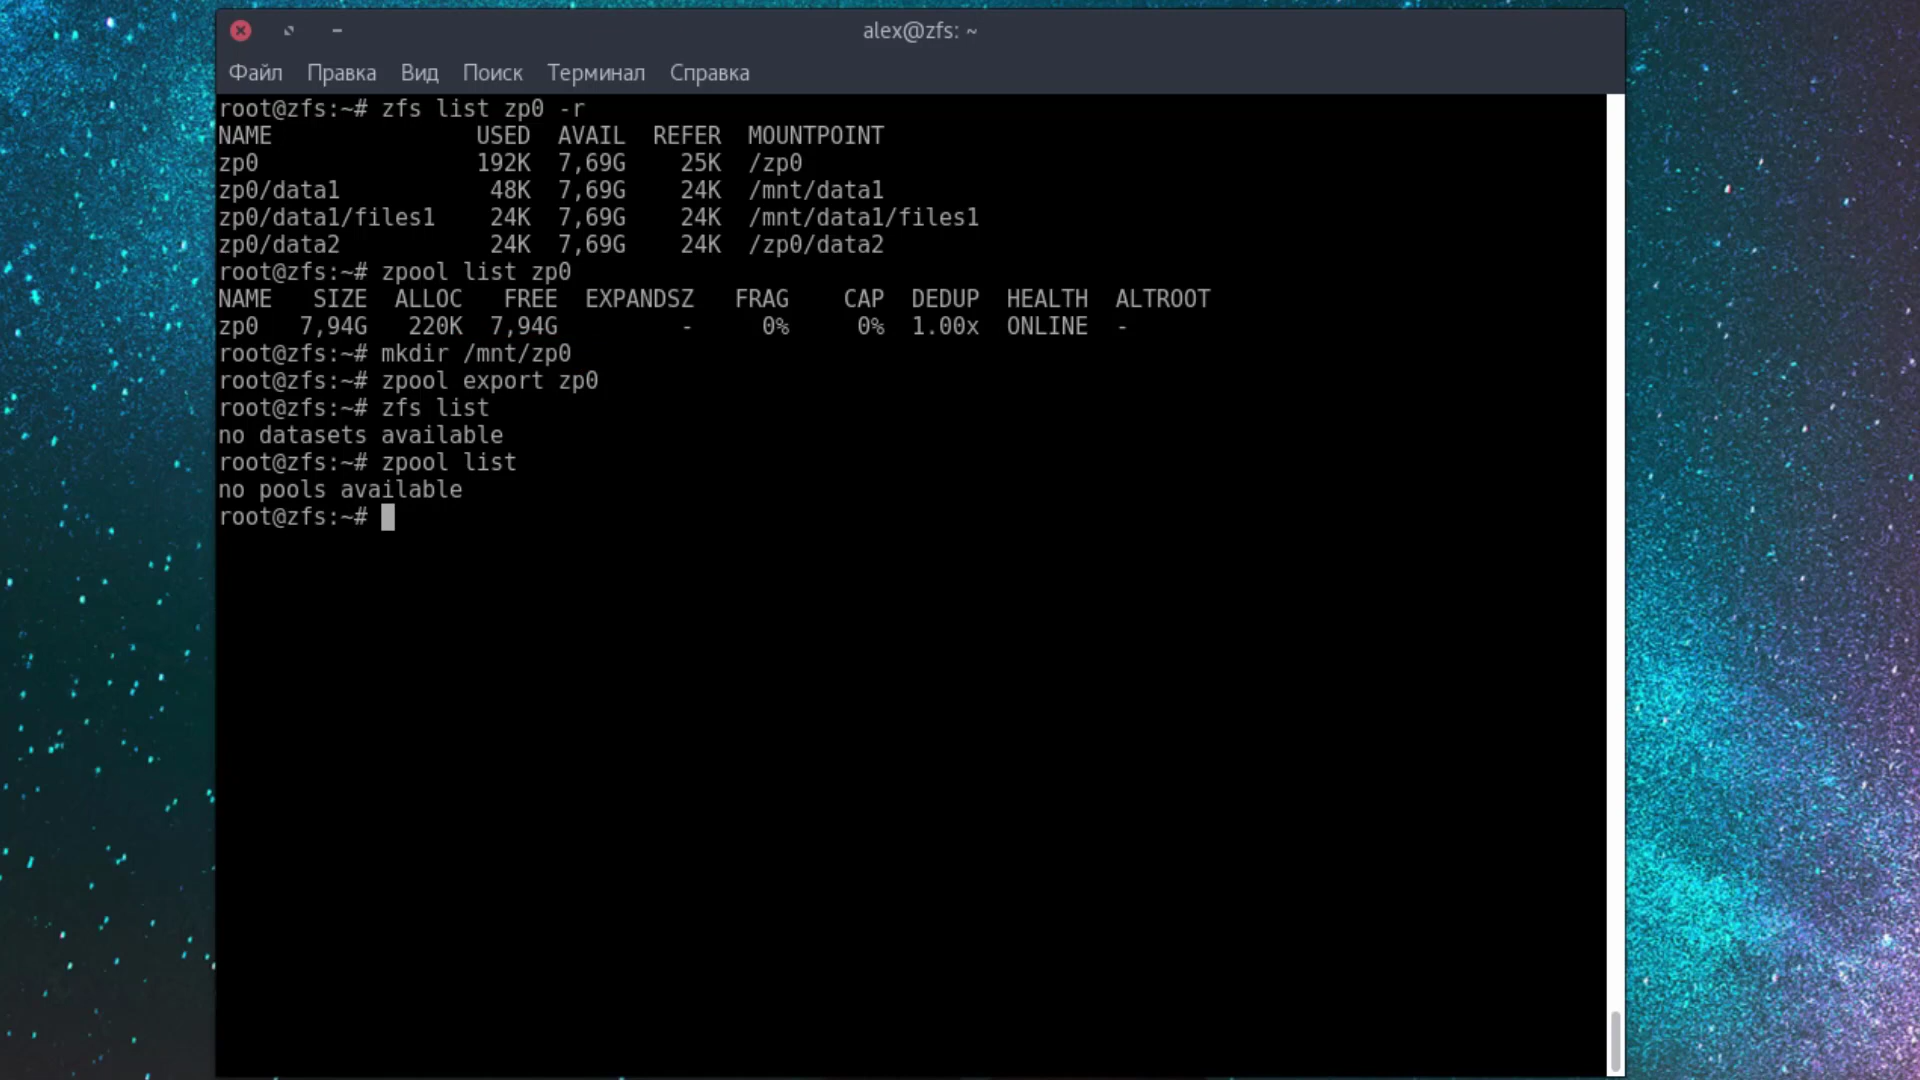 alex@zfs: ~
Файл Правка Вид Поиск Терминал Справка
root@zfs:~# zfs list zp0 -r
NAME USED AVAIL REFER MOUNTPOINT
zp0 192K 7,69G 25K /zp0
zp0/data1 48K 7,69G 24K /mnt/data1
zp0/data1/files1 24K 7,69G 24K /mnt/data1/files1
zp0/data2 24K 7,69G 24K /zp0/data2
root@zfs:~# zpool list zp0
NAME SIZE ALLOC FREE EXPANDSZ FRAG CAP DEDUP HEALTH ALTROOT
zp0 7,94G 220K 7,94G - 0% 0% 1.00x ONLINE -
root@zfs:~# mkdir /mnt/zp0
root@zfs:~# zpool export zp0
root@zfs:~# zfs list
no datasets available
root@zfs:~# zpool list
no pools available
root@zfs:~#